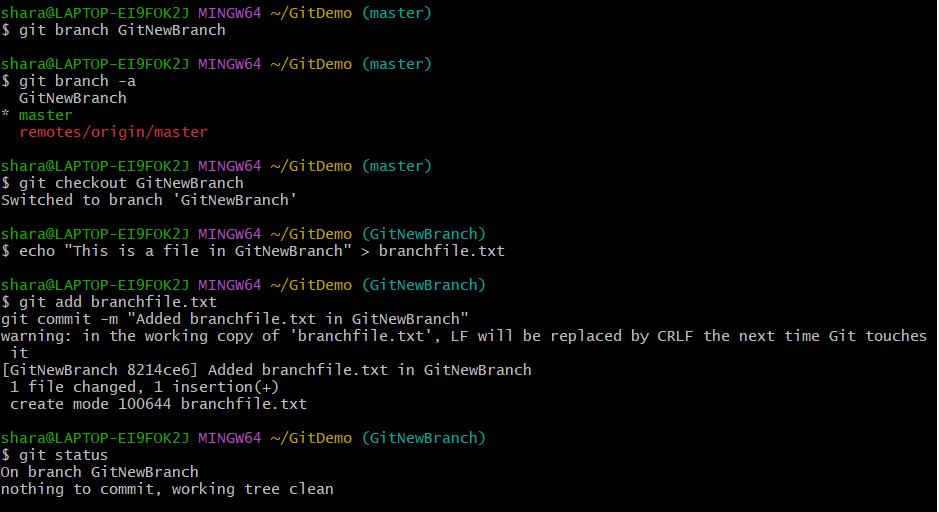 shara@LAPTOP-EI9FOK2J MINGW64 ~/GitDemo (master)
$ git branch GitNewBranch
shara@LAPTOP-EI9FOK2J MINGW64 ~/GitDemo (master)
$ git branch -a
  GitNewBranch
* master
  remotes/origin/master
shara@LAPTOP-EI9FOK2J MINGW64 ~/GitDemo (master)
$ git checkout GitNewBranch
Switched to branch 'GitNewBranch'
shara@LAPTOP-EI9FOK2J MINGW64 ~/GitDemo (GitNewBranch)
$ echo "This is a file in GitNewBranch" > branchfile.txt
shara@LAPTOP-EI9FOK2J MINGW64 ~/GitDemo (GitNewBranch)
$ git add branchfile.txt
git commit -m "Added branchfile.txt in GitNewBranch"
warning: in the working copy of 'branchfile.txt', LF will be replaced by CRLF the next time Git touches
 it
[GitNewBranch 8214ce6] Added branchfile.txt in GitNewBranch
 1 file changed, 1 insertion(+)
 create mode 100644 branchfile.txt
shara@LAPTOP-EI9FOK2J MINGW64 ~/GitDemo (GitNewBranch)
$ git status
On branch GitNewBranch
nothing to commit, working tree clean